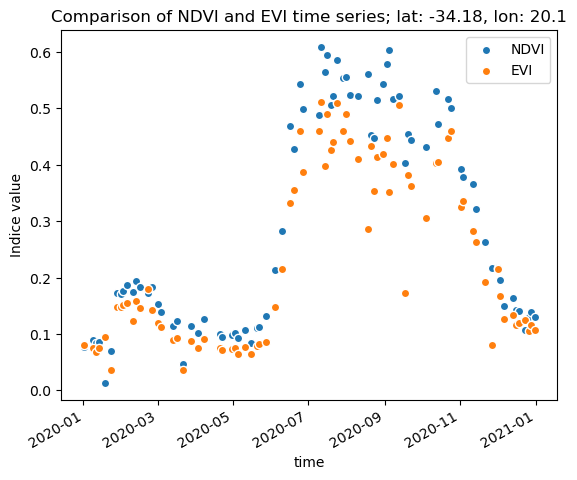 Comparison of NDVI and EVI time series; lat: -34.18, lon: 20.1
NDVI
EVI
Indice value
0.6
0.5
0.4
0.3
0.2
0.1
0.0
2020-01
2020-03
2020-05
2020-07
2020-09
2020-11
2021-01
time